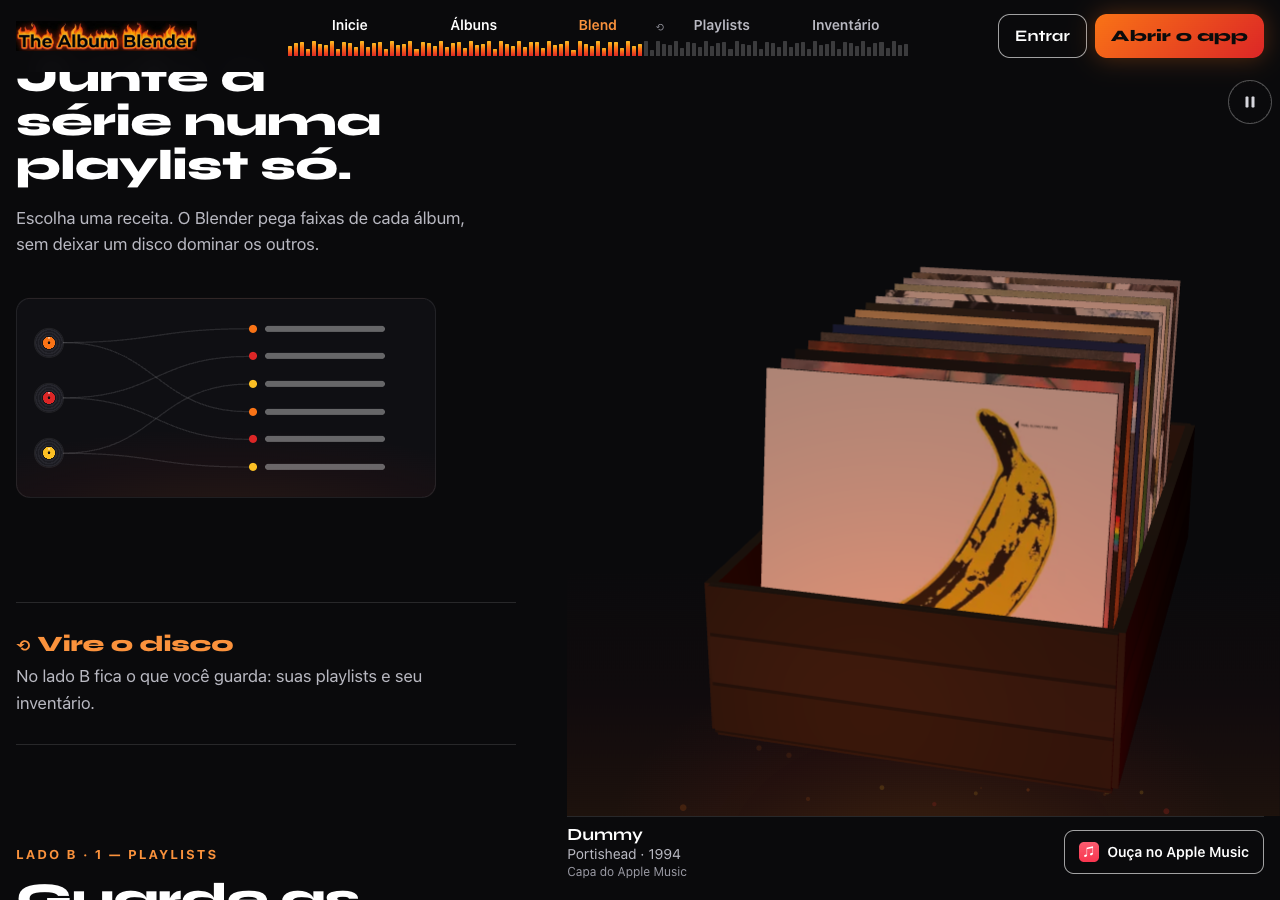 The Album Blender
Inicie
Álbuns
Blend
Playlists
Inventário
Entrar
Abrir o app
Junte a
série numa
playlist só.
Escolha uma receita. O Blender pega faixas de cada álbum,
sem deixar um disco dominar os outros.
Vire o disco
No lado B fica o que você guarda: suas playlists e seu
inventário.
LADO B · 1 — PLAYLISTS
Guarde as
Dummy
Portishead · 1994
Capa do Apple Music
Ouça no Apple Music